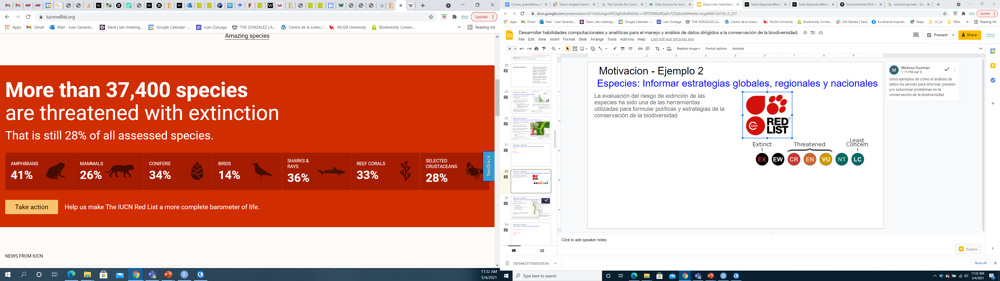 iucnredlist.org
Update
Apps
Gmail
Mail - Juan Gerardo...
Slack | lab-meeting...
Google Calendar -...
Juan Zuloaga
THE GONZALEZ LA...
Centre de la scienc...
McGill University
Biodiversity Conser...
»
Reading list
Amazing species
More than 37,400 species
are threatened with extinction
That is still 28% of all assessed species.
AMPHIBIANS
41%
MAMMALS
26%
CONIFERS
34%
BIRDS
14%
SHARKS &
RAYS
36%
REEF CORALS
33%
SELECTED
CRUSTACEANS
28%
feedback
Take action
Help us make The IUCN Red List a more complete barometer of life.
NEWS FROM IUCN
11:32 AM
5/4/2021
Cursos_quantitative_th
Slack | Angela Fuentes
The Society for Conser
Data Science for ecolo
Desarrollar habilidades
Seed dispersal effectiv
Seed dispersal effectiv
Environmental DNA s
monitoring bees - Go
docs.google.com/presentation/d/1v0x5zhgor9GOgkGRo6h03bL-v1BTOSfNLMQqPz7Z2q0/edit#slide=id.gd6067cb7d3_0_237
Update
Apps
Gmail
Mail - Juan Gerardo...
Slack | lab-meeting...
Google Calendar -...
Juan Zuloaga
THE GONZALEZ LA...
Centre de la scienc...
McGill University
Biodiversity Conser...
Get Started | Slack
Ecodiversa tropical...
Maps
LC_LU
KBAs
»
Reading list
Desarrollar habilidades computacionales y analíticas para el manejo y análisis de datos dirigidos a la conservación de la biodiversidad.
File Edit View Insert Format Slide Arrange Tools Add-ons Help
Last edit was seconds ago
Present
Share
Replace image
Format options
Animate
28
29
30
31
32
33
34
Motivacion - Ejemplo 2
Especies: Informar estrategias globales, regionales y nacionales
La evaluación del riesgo de extinción de las
especies ha sido una de las herramientas
utilizadas para formular políticas y estrategias de la
conservación de la biodiversidad
IUCN
RED
LIST
Extinct
Threatened
Least
Concern
EX EW CR EN VU NT LC
M
Melissa Guzman
1:15 PM Apr 8
Unos ejemplos de cómo el análisis de
datos ha servido para informar, prevenir
y/o solucionar problemas en la
conservación de la biodiversidad.
Click to add speaker notes
Explore
S0034425718305200.txt
Show all
Type here to search
11:32 AM
5/4/2021